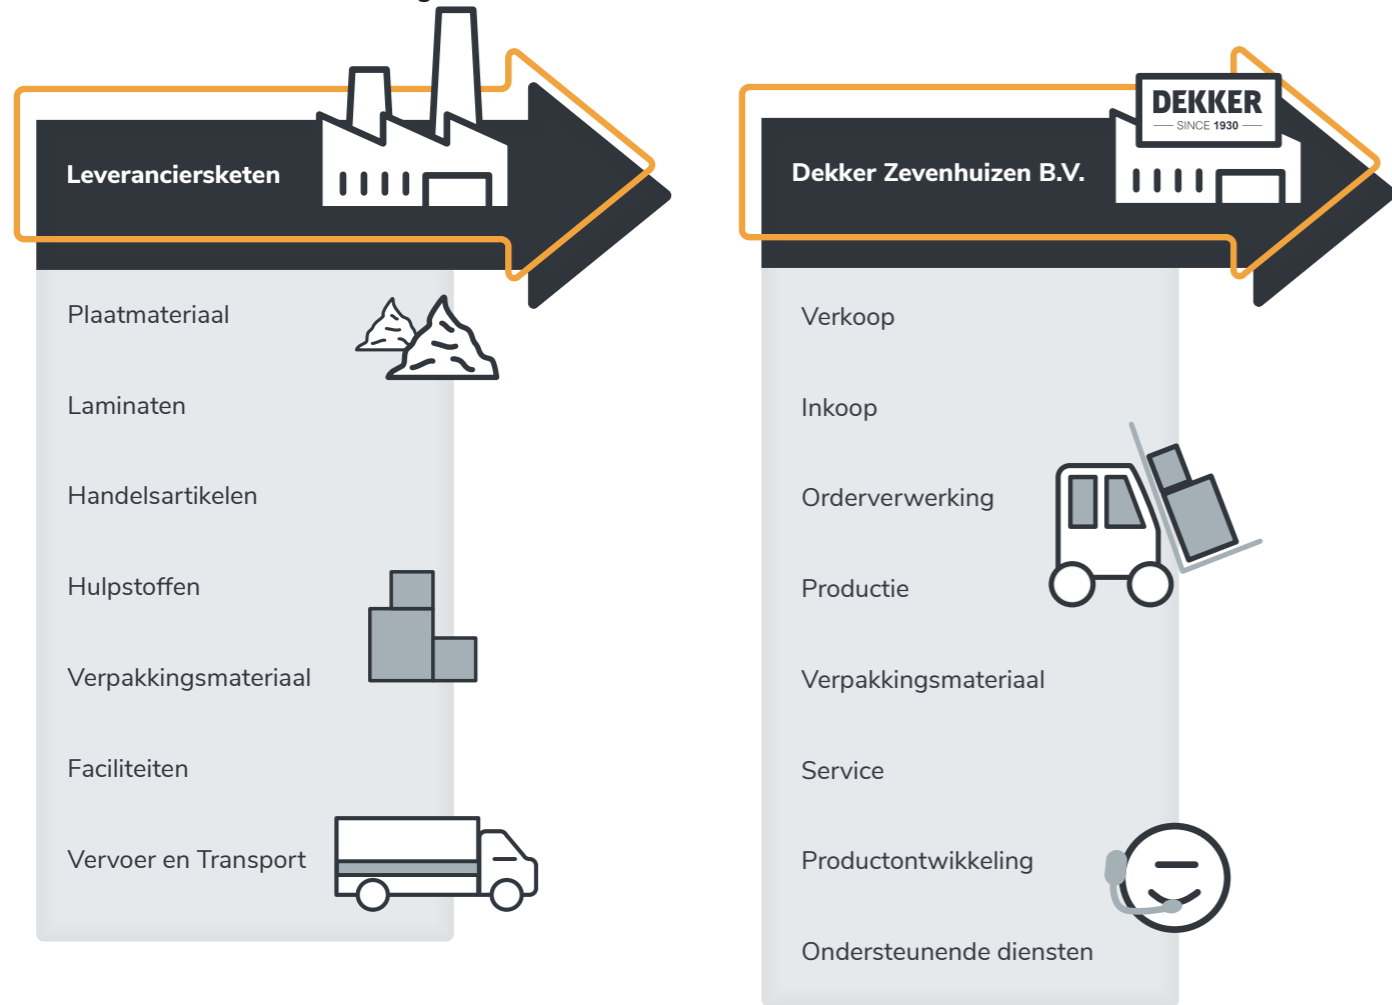 Leveranciersketen
Plaatmateriaal
Laminaten
Handelsartikelen
Hulpstoffen
Verpakkingsmateriaal
Faciliteiten
Vervoer en Transport
DEKKER
SINCE 1930
Dekker Zevenhuizen B.V.
Verkoop
Inkoop
Orderverwerking
Productie
Verpakkingsmateriaal
Service
Productontwikkeling
Ondersteunende diensten